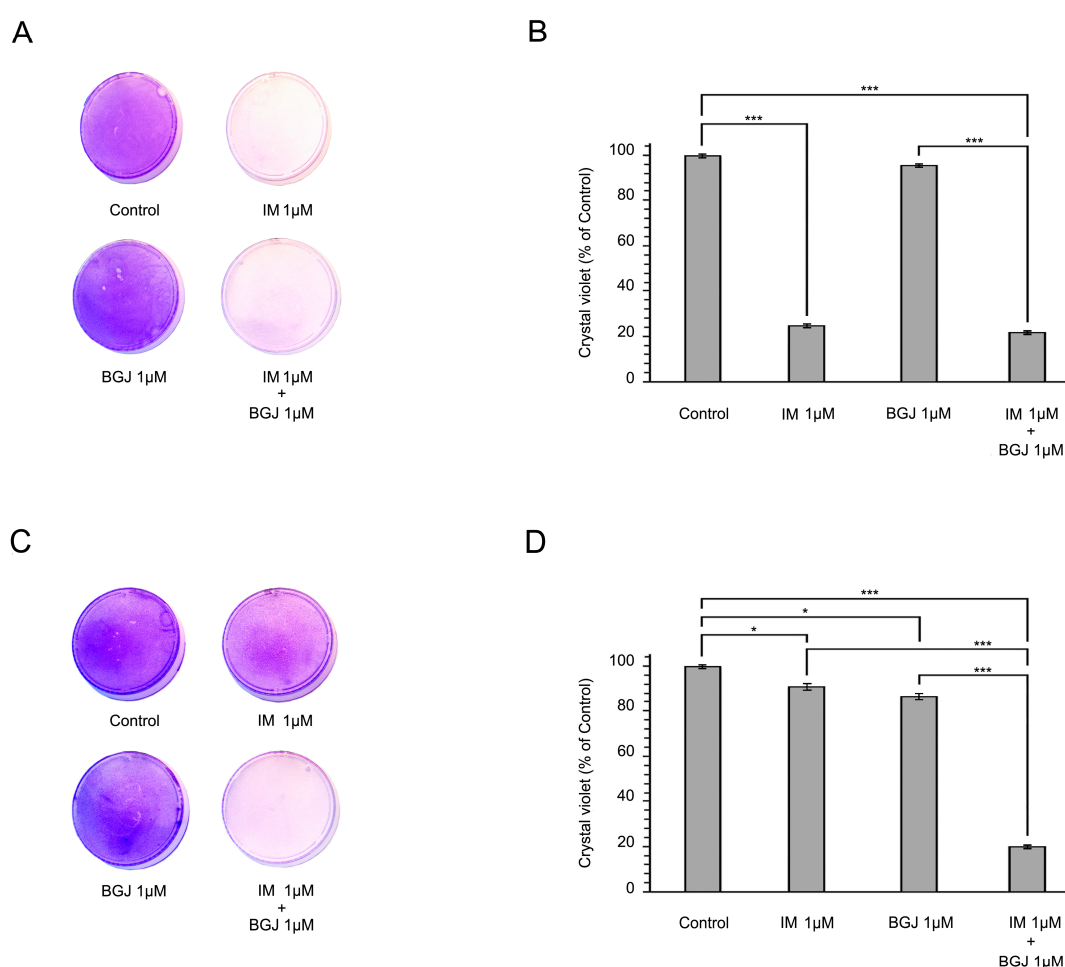 A
Control
IM 1µM
BGJ 1µM
IM 1µM
+
BGJ 1µM
B
***
***
***
Crystal violet (% of Control)
100
80
60
40
20
0
Control
IM 1µM
BGJ 1µM
IM 1µM
+
BGJ 1µM
C
Control
IM 1µM
BGJ 1µM
IM 1µM
+
BGJ 1µM
D
***
*
*
***
***
Crystal violet (% of Control)
100
80
60
40
20
0
Control
IM 1µM
BGJ 1µM
IM 1µM
+
BGJ 1µM